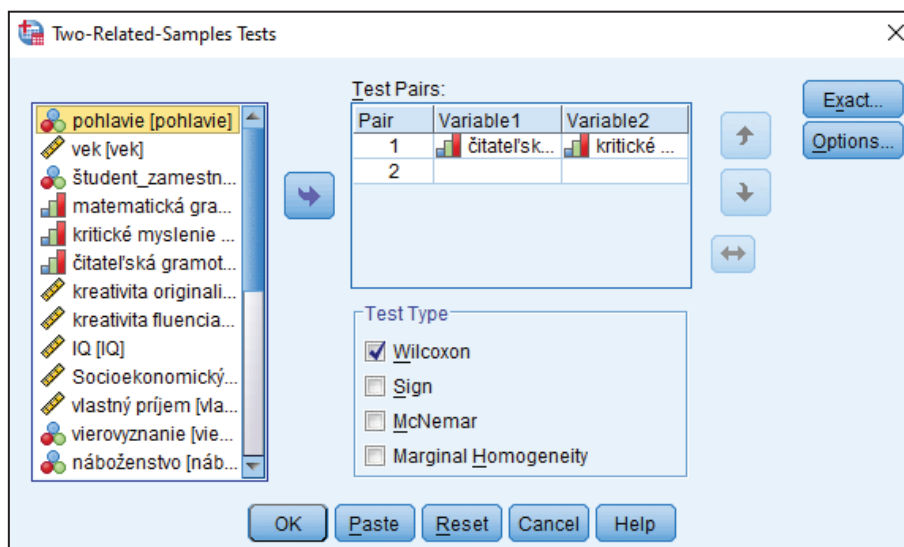 Two-Related-Samples Tests
pohlavie [pohlavie]
vek [vek]
študent_zamestn...
matematická gra...
kritické myslenie ...
čitateľská gramot...
kreativita originali...
kreativita fluencia...
IQ [IQ]
Socioekonomický...
vlastný príjem [vla...
vierovyznanie [vie...
náboženstvo [náb...
Test Pairs:
Pair Variable1 Variable2
1 čitateľsk... kritické ...
2
Test Type
Wilcoxon
Sign
McNemar
Marginal Homogeneity
Exact...
Options...
OK Paste Reset Cancel Help